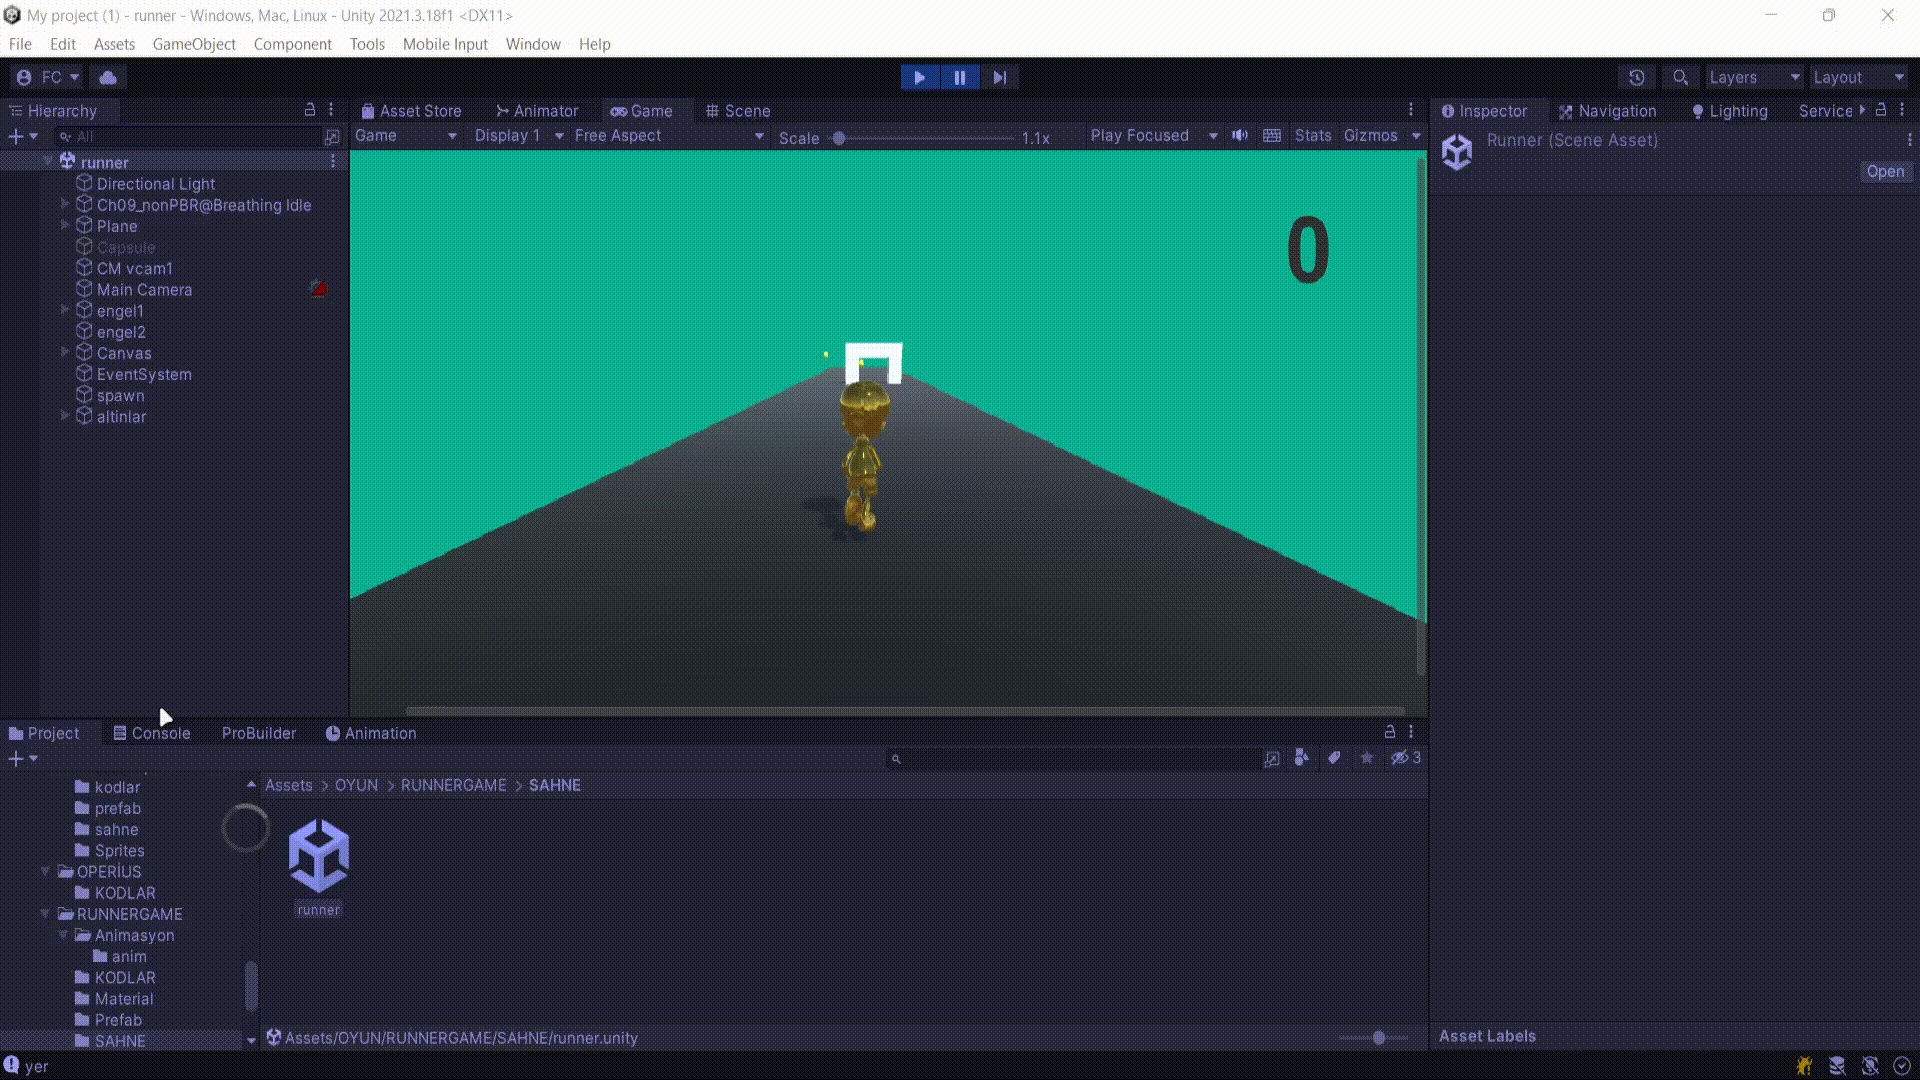 My project (1) - runner - Windows, Mac, Linux - Unity 2021.3.18f1 <DX11>
File Edit Assets GameObject Component Tools Mobile Input Window Help
FC Layers Layout
Hierarchy Asset Store Animator Game Scene Inspector Navigation Lighting Service
All Game Display 1 Free Aspect Scale 1.1x Play Focused Stats Gizmos Runner (Scene Asset)
Open
runner
Directional Light
Ch09_nonPBR@Breathing Idle
Plane
Capsule
CM vcam1
Main Camera
engel1
engel2
Canvas
EventSystem
spawn
altinlar
0
Project Console ProBuilder Animation
3
kodlar
prefab
sahne
Sprites
OPERİUS
KODLAR
RUNNERGAME
Animasyon
anim
KODLAR
Material
Prefab
SAHNE
Assets > OYUN > RUNNERGAME > SAHNE
runner
Assets/OYUN/RUNNERGAME/SAHNE/runner.unity
Asset Labels
yer